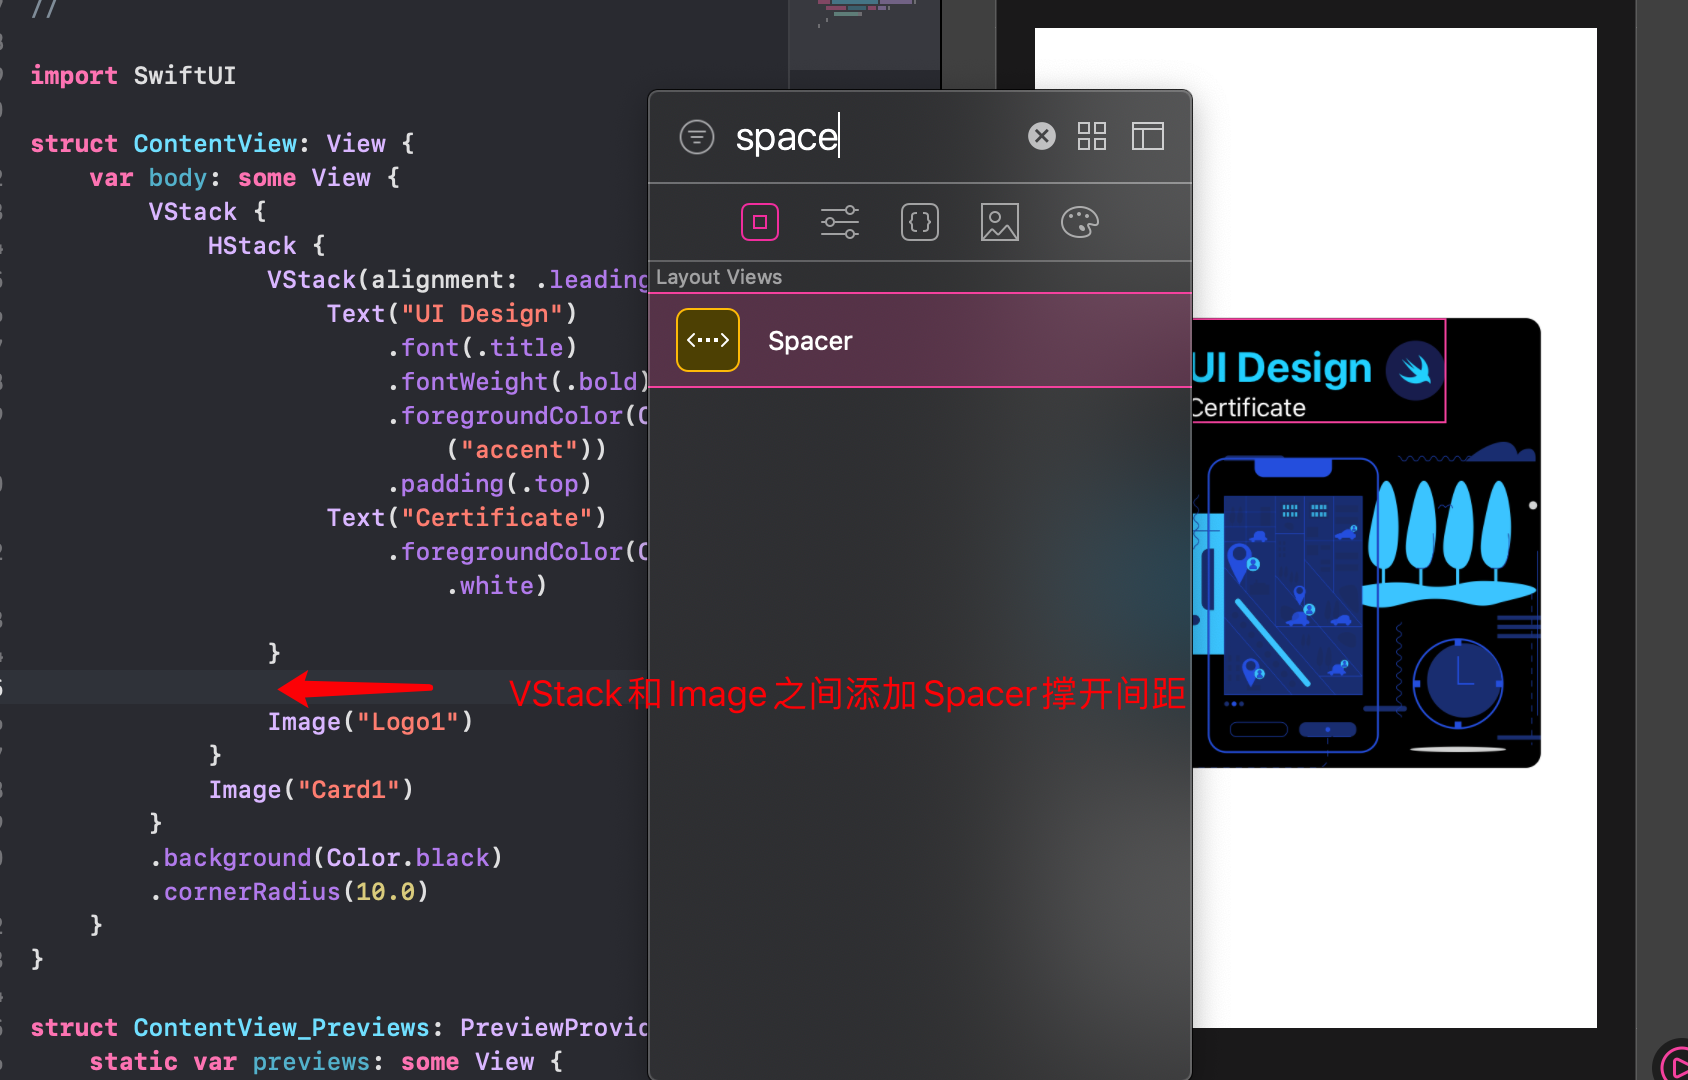 //
import SwiftUI
struct ContentView: View {
var body: some View {
VStack {
HStack {
VStack(alignment: .leading
Text("UI Design")
.font(.title)
.fontWeight(.bold)
.foregroundColor(C
("accent"))
.padding(.top)
Text("Certificate")
.foregroundColor(C
.white)
}
Image("Logo1")
}
Image("Card1")
}
.background(Color.black)
.cornerRadius(10.0)
}
}
struct ContentView_Previews: PreviewProvid
static var previews: some View {
space
Layout Views
Spacer
VStack和Image之间添加Spacer撑开间距
UI Design
Certificate